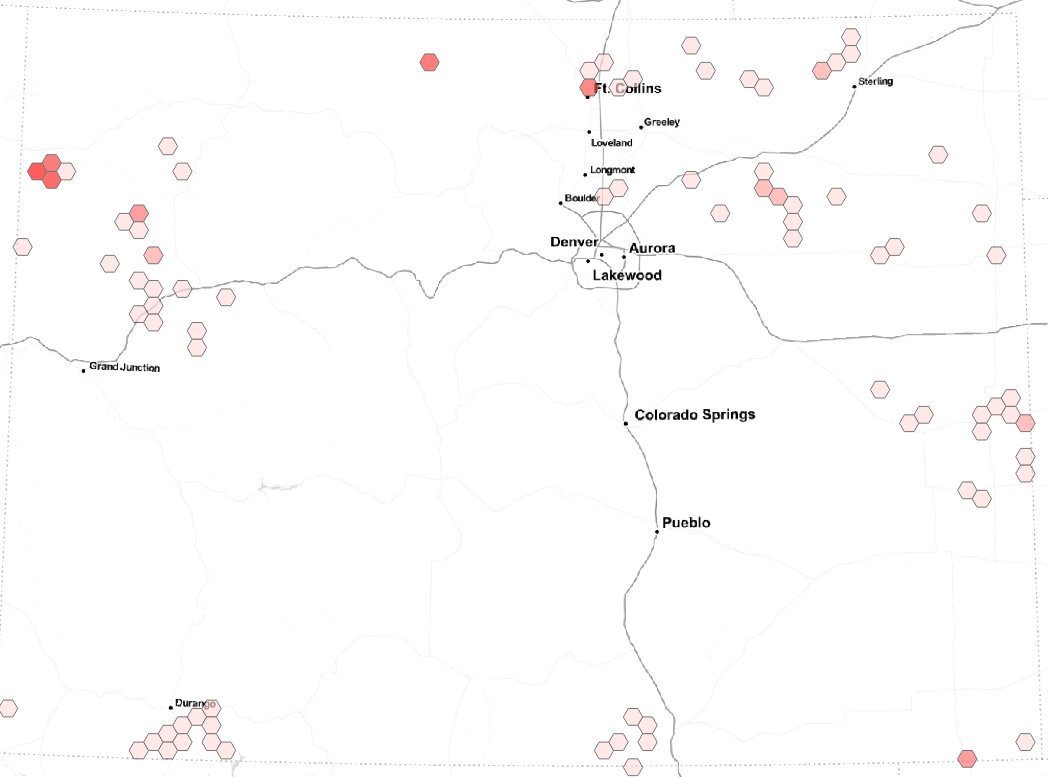 Sterling
Ft. Collins
Greeley
Loveland
Longmont
Boulder
Denver
Aurora
Lakewood
Grand Junction
Colorado Springs
Pueblo
Durango